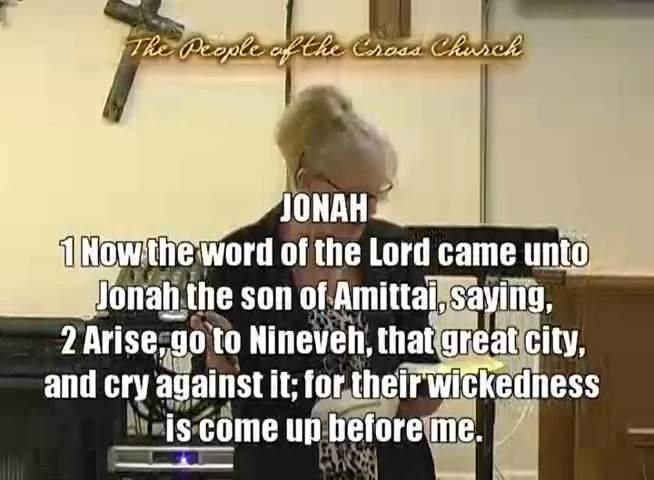 The People of the Cross Church
JONAH
1 Now the word of the Lord came unto
Jonah the son of Amittai, saying,
2 Arise, go to Nineveh, that great city,
and cry against it; for their wickedness
is come up before me.